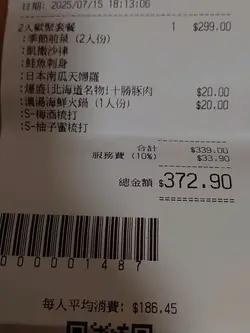 日期: 2025/07/15 18:13:06
2人歡聚套餐 1 $299.00
:季節前菜 (2人份)
:凱撒沙律
:鮭魚刺身
:日本南瓜天婦羅
:爆盛!北海道名物!十勝豚肉 $20.00
:濃湯海鮮火鍋 (1人份) $20.00
:S-梅酒梳打
:S-柚子蜜梳打
合計 $339.00
服務費 (10%) $33.90
總金額 $372.90
000001487
每人平均消費: $186.45